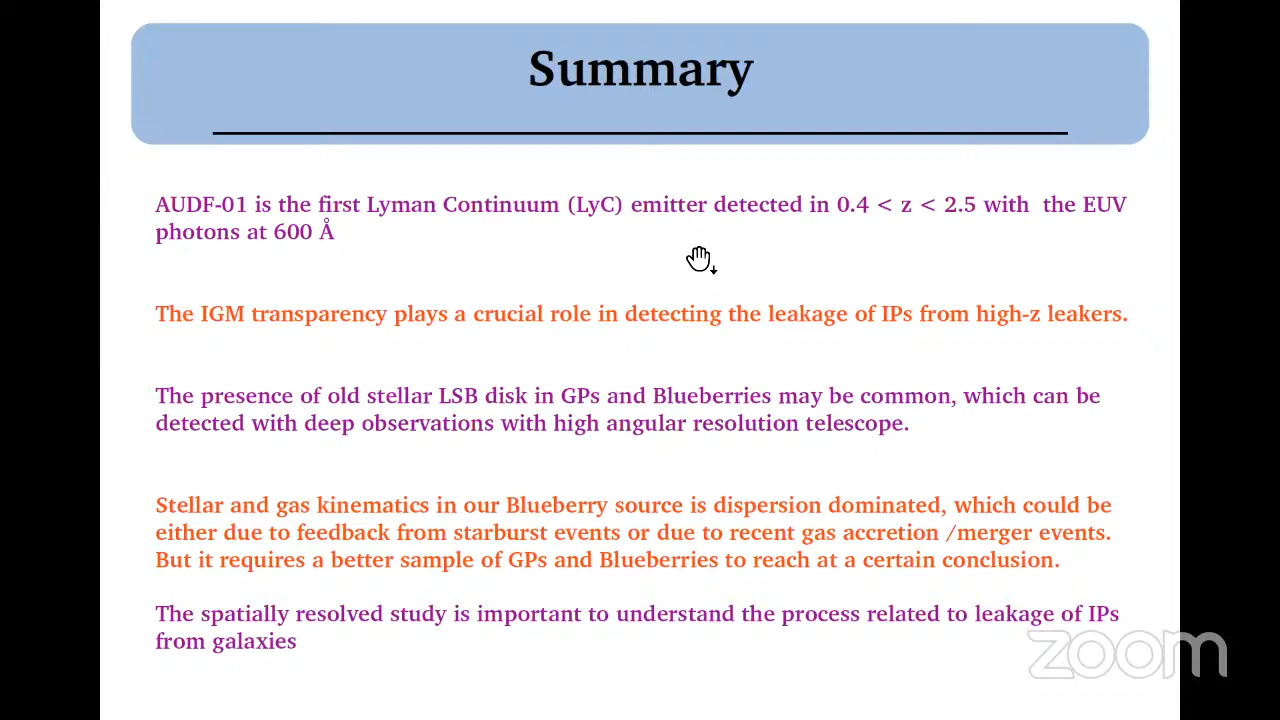 Summary
AUDF-01 is the first Lyman Continuum (LyC) emitter detected in 0.4 < z < 2.5 with the EUV
photons at 600 Å
The IGM transparency plays a crucial role in detecting the leakage of IPs from high-z leakers.
The presence of old stellar LSB disk in GPs and Blueberries may be common, which can be
detected with deep observations with high angular resolution telescope.
Stellar and gas kinematics in our Blueberry source is dispersion dominated, which could be
either due to feedback from starburst events or due to recent gas accretion /merger events.
But it requires a better sample of GPs and Blueberries to reach at a certain conclusion.
The spatially resolved study is important to understand the process related to leakage of IPs
from galaxies
zoom